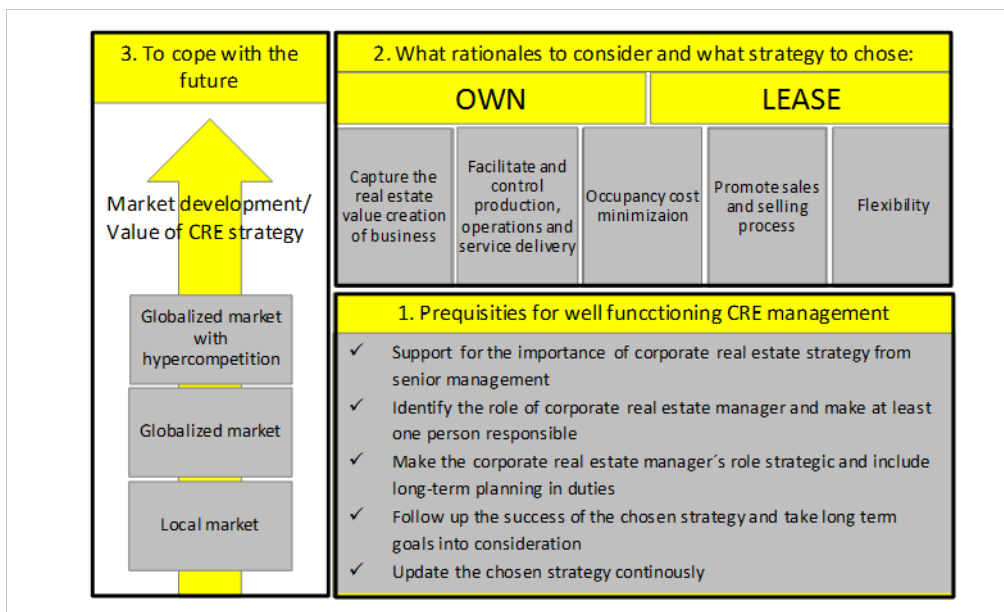 3. To cope with the
future
Market development/
Value of CRE strategy
Globalized market
with
hypercompetition
Globalized market
Local market
2. What rationales to consider and what strategy to chose:
OWN
LEASE
Capture the
real estate
value creation
of business
Facilitate and
control
production,
operations and
service delivery
Occupancy cost
minimizaion
Promote sales
and selling
process
Flexibility
1. Prequisities for well funcctioning CRE management
✓ Support for the importance of corporate real estate strategy from
senior management
✓ Identify the role of corporate real estate manager and make at least
one person responsible
✓ Make the corporate real estate manager´s role strategic and include
long-term planning in duties
✓ Follow up the success of the chosen strategy and take long term
goals into consideration
✓ Update the chosen strategy continously